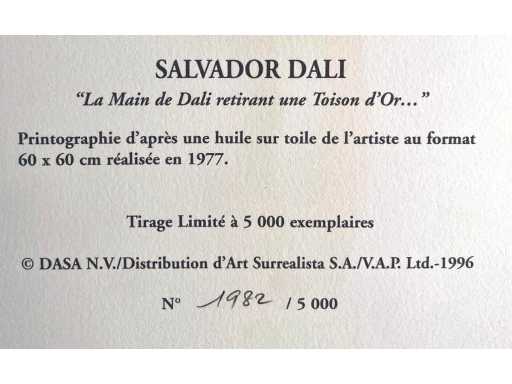 SALVADOR DALI
“La Main de Dali retirant une Toison d’Or…”
Printographie d’après une huile sur toile de l’artiste au format
60 x 60 cm réalisée en 1977.
Tirage Limité à 5 000 exemplaires
© DASA N.V./Distribution d’Art Surrealista S.A./V.A.P. Ltd.-1996
N° 1982 / 5 000